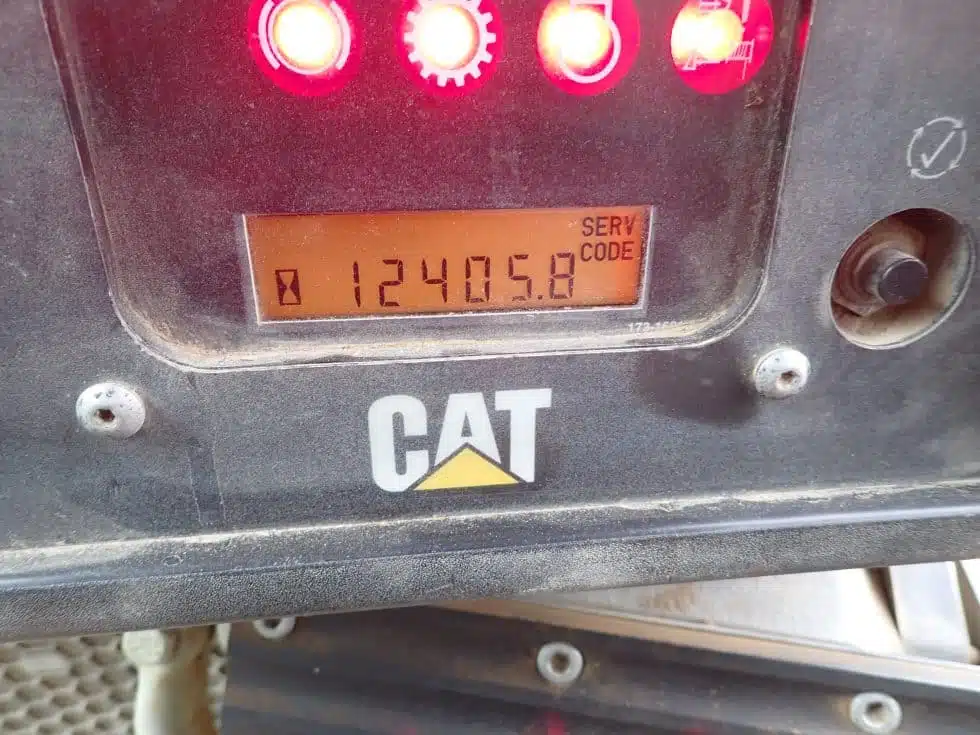 SERV
CODE
12405.8
CAT